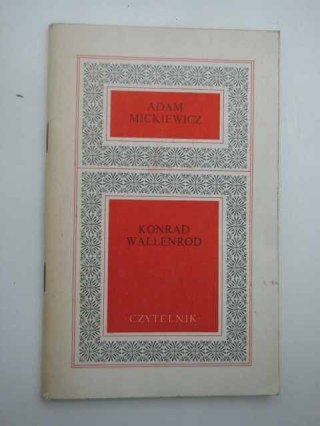 ADAM
MICKIEWICZ
KONRAD
WALLENROD
CZYTELNIK